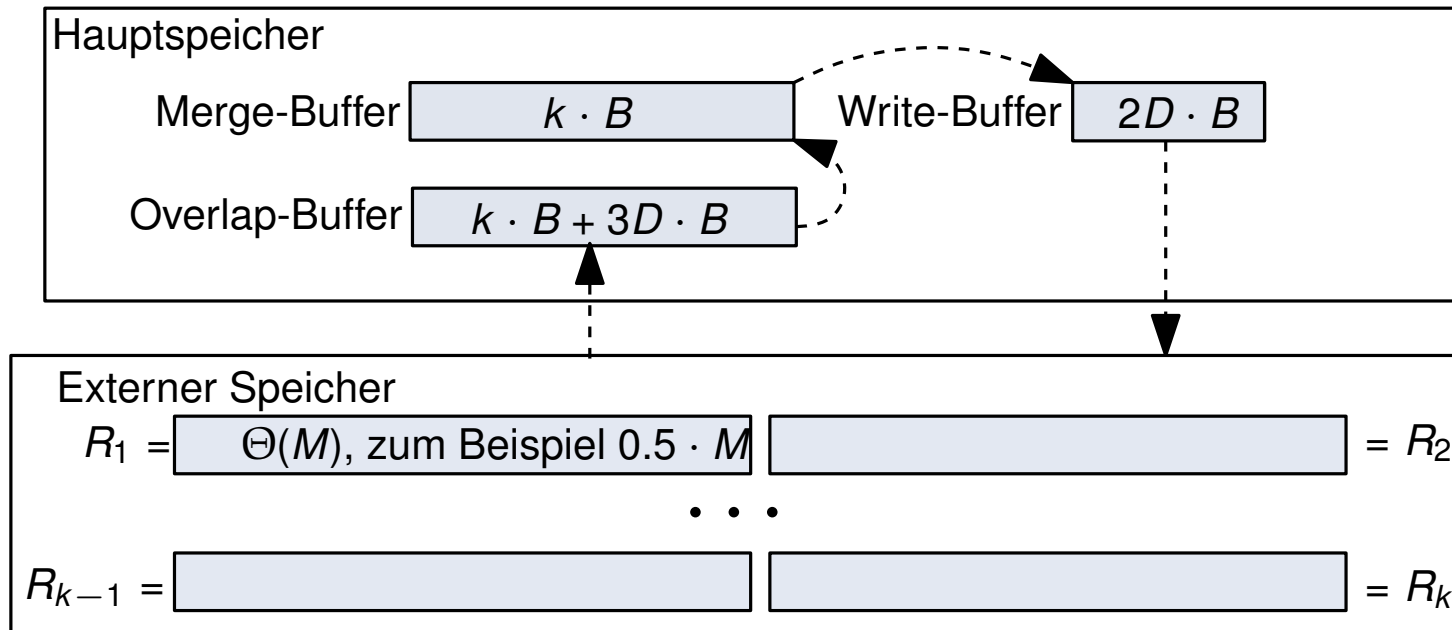 Hauptspeicher
Merge-Buffer k · B Write-Buffer 2D · B
Overlap-Buffer k · B + 3D · B
Externer Speicher
R₁ = Θ(M), zum Beispiel 0.5 · M = R₂
• • •
Rₖ₋₁ = = Rₖ